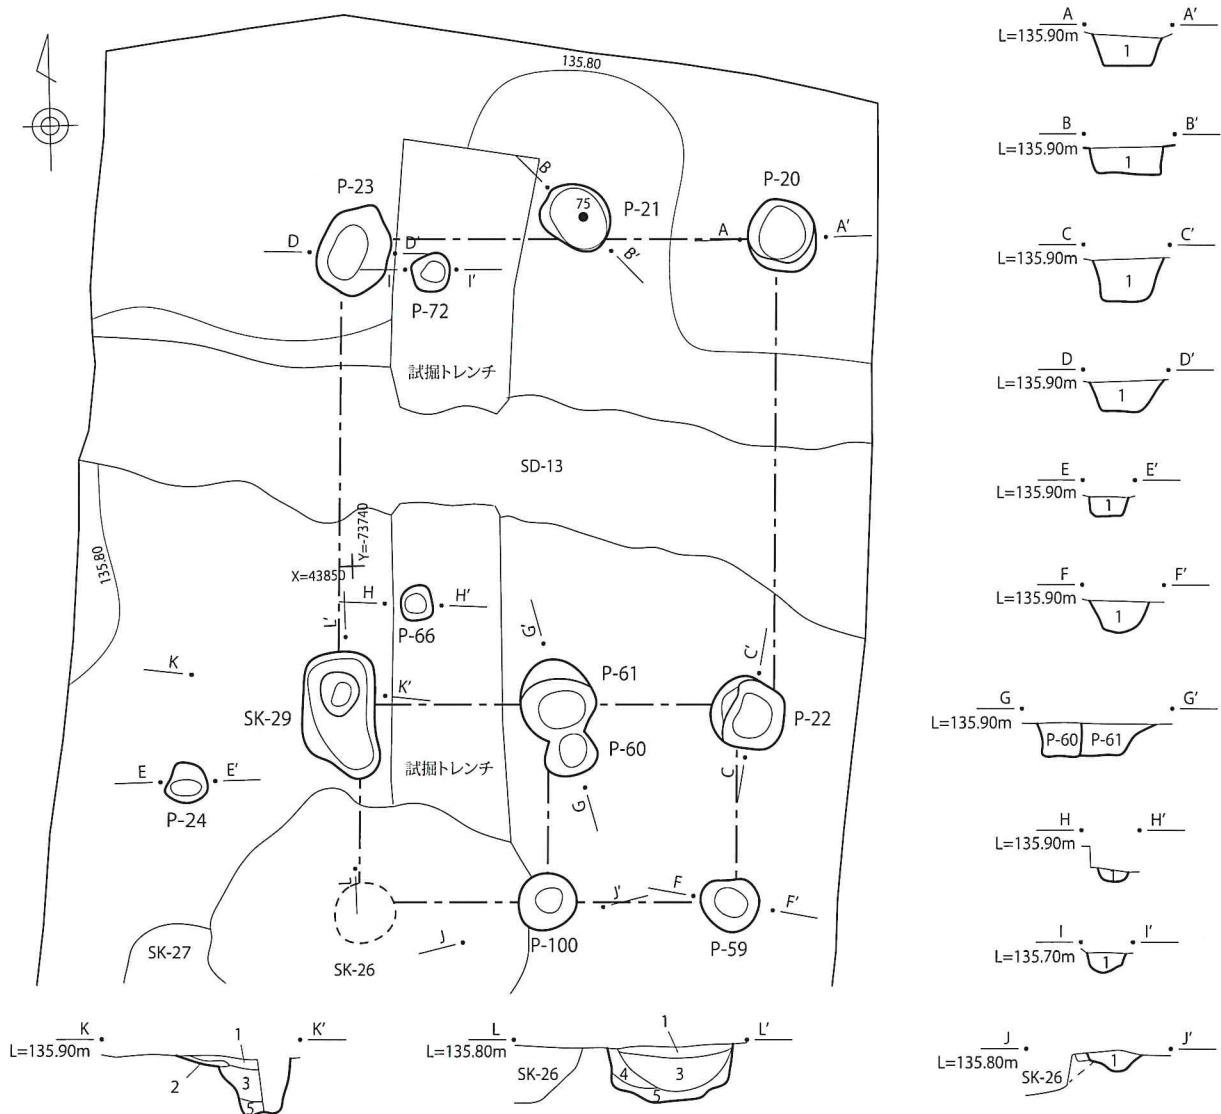 135.80
P-23
B
75
P-21
B'
P-20
A
A'
D
D'
I
I'
P-72
試掘トレンチ
SD-13
135.80
Y=-73740
X=43850
H
H'
P-66
L'
K
K'
SK-29
G'
P-61
P-60
G
C'
P-22
C
E
E'
P-24
試掘トレンチ
L
J
J'
F
F'
P-100
P-59
SK-27
SK-26
A
A'
L=135.90m
1
B
B'
L=135.90m
1
C
C'
L=135.90m
1
D
D'
L=135.90m
1
E
E'
L=135.90m
1
F
F'
L=135.90m
1
G
G'
L=135.90m
P-60
P-61
H
H'
L=135.90m
1
I
I'
L=135.70m
1
K
K'
L=135.90m
1
2
3
5
L
L'
L=135.80m
SK-26
1
4
3
5
J
J'
L=135.80m
SK-26
1